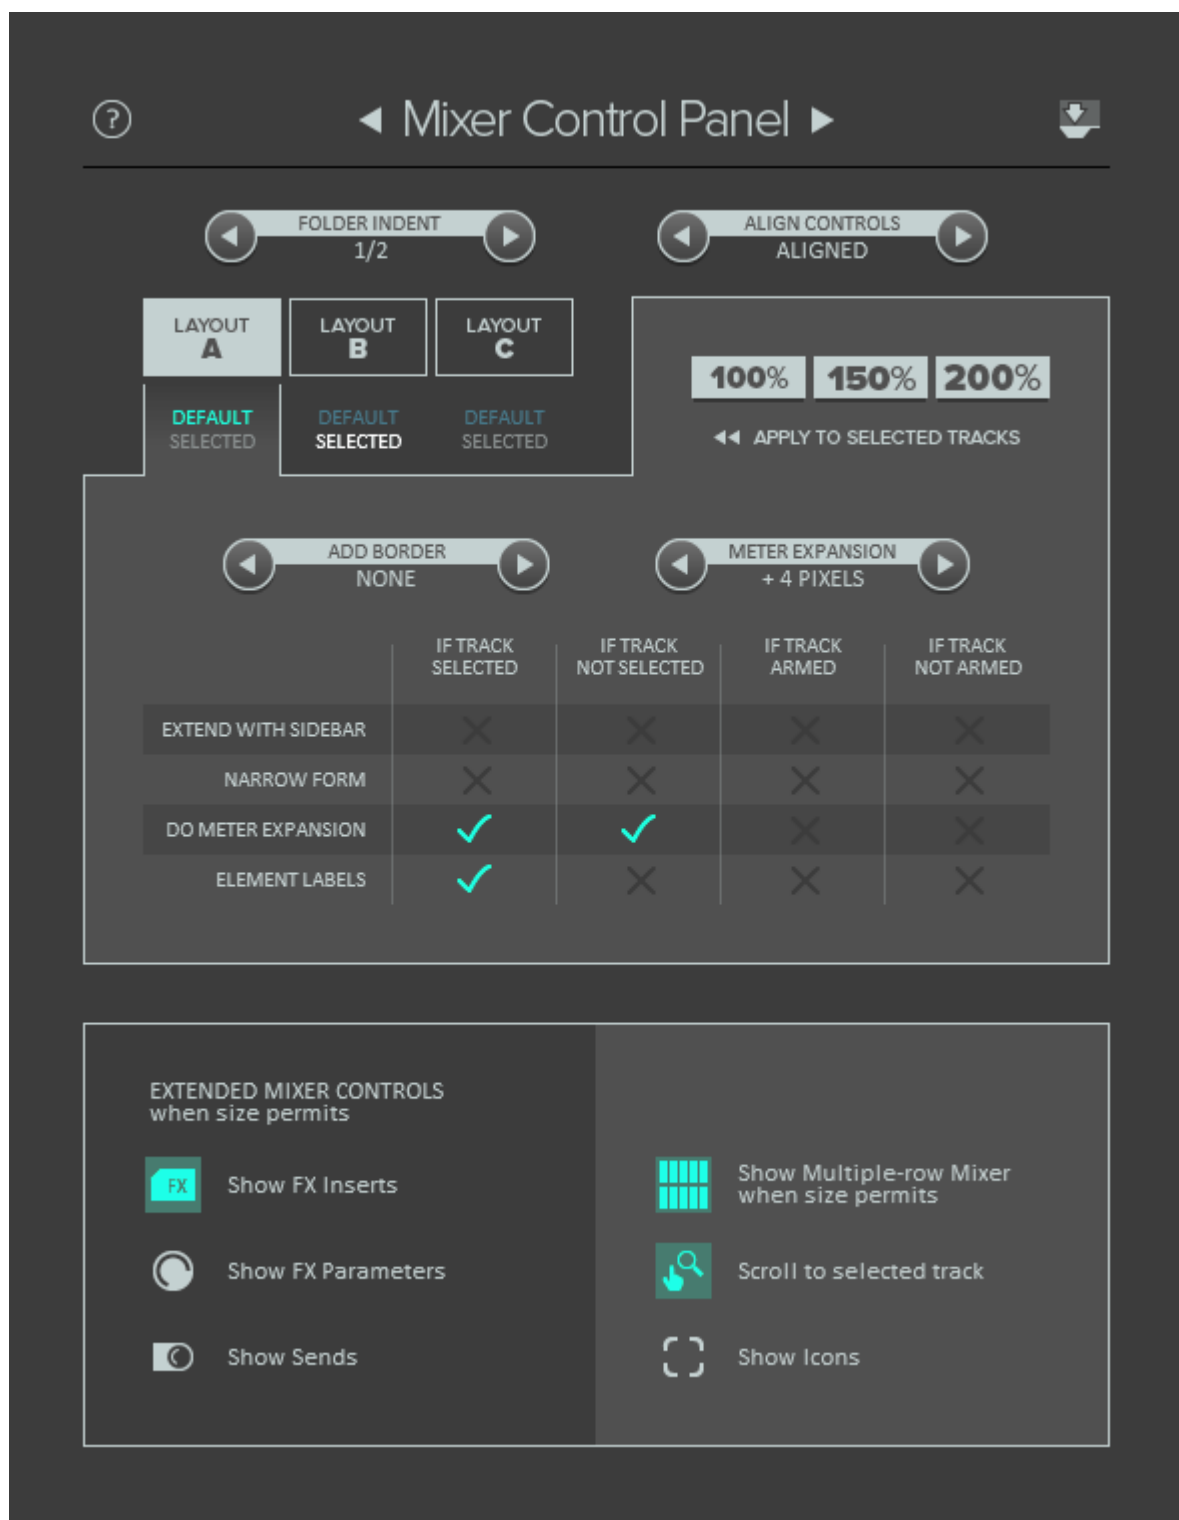 ?
Mixer Control Panel
FOLDER INDENT
1/2
ALIGN CONTROLS
ALIGNED
LAYOUT
A
LAYOUT
B
LAYOUT
C
DEFAULT
SELECTED
DEFAULT
SELECTED
DEFAULT
SELECTED
100% 150% 200%
APPLY TO SELECTED TRACKS
ADD BORDER
NONE
METER EXPANSION
+ 4 PIXELS
IF TRACK
SELECTED
IF TRACK
NOT SELECTED
IF TRACK
ARMED
IF TRACK
NOT ARMED
EXTEND WITH SIDEBAR
NARROW FORM
DO METER EXPANSION
ELEMENT LABELS
EXTENDED MIXER CONTROLS
when size permits
FX Show FX Inserts
Show FX Parameters
Show Sends
Show Multiple-row Mixer
when size permits
Scroll to selected track
Show Icons